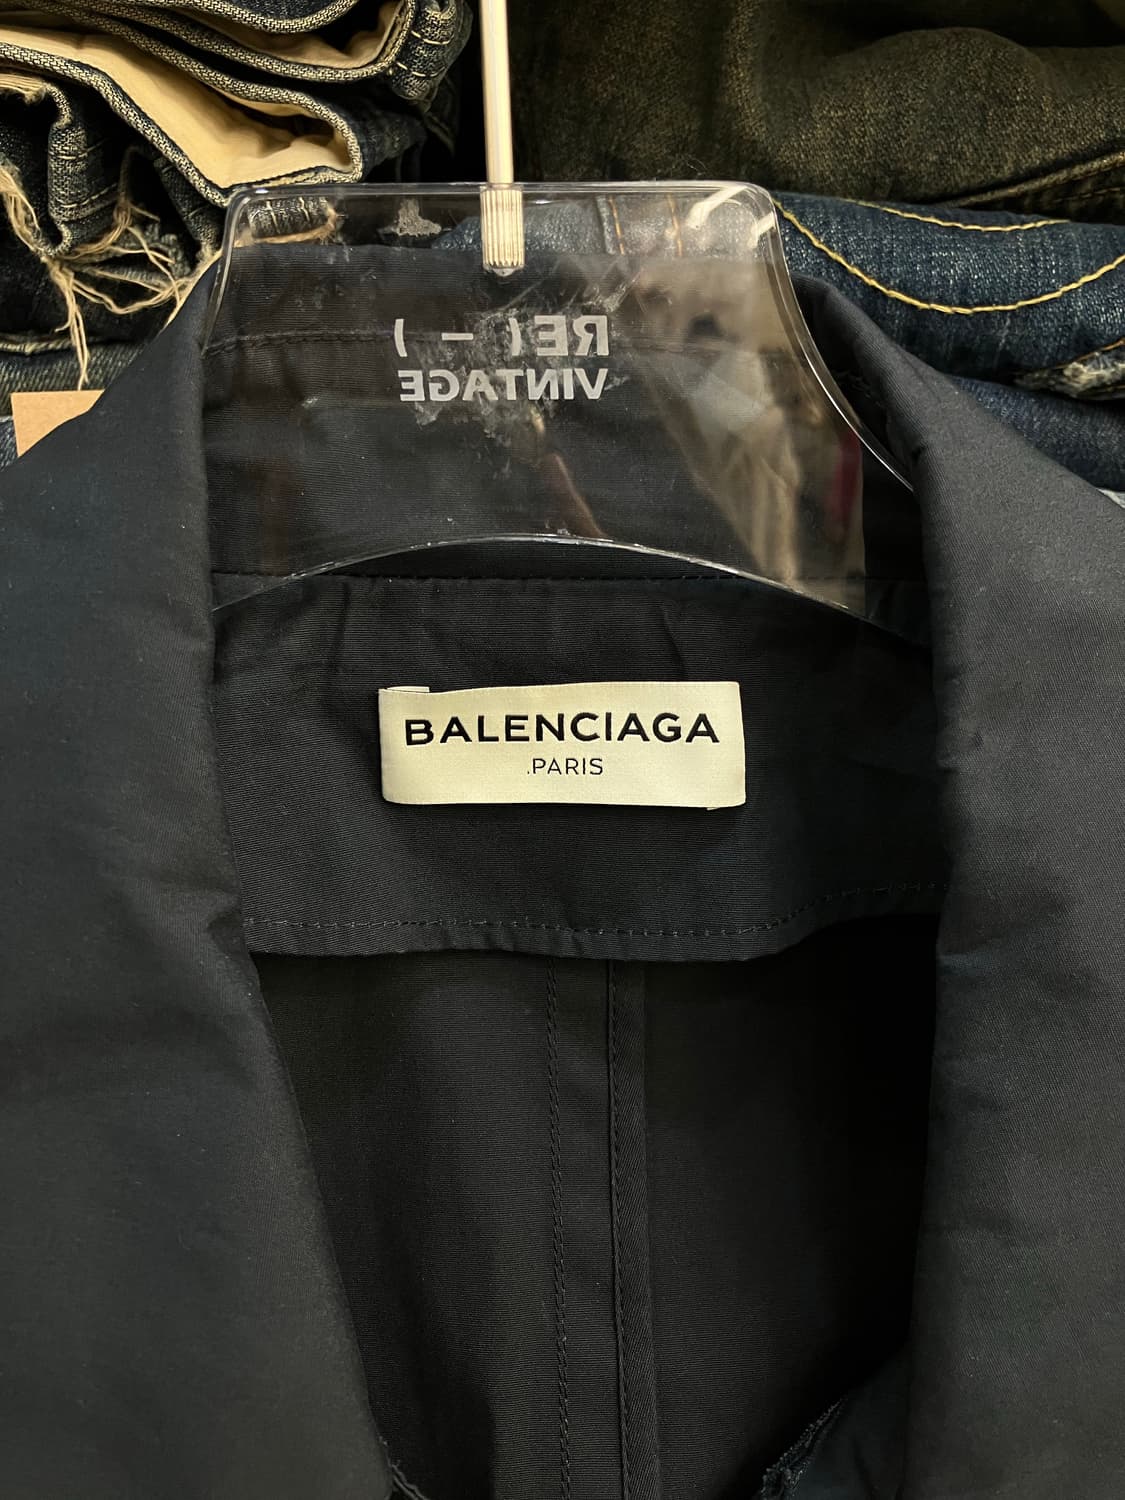 RE( - )
VINTAGE
BALENCIAGA
.PARIS